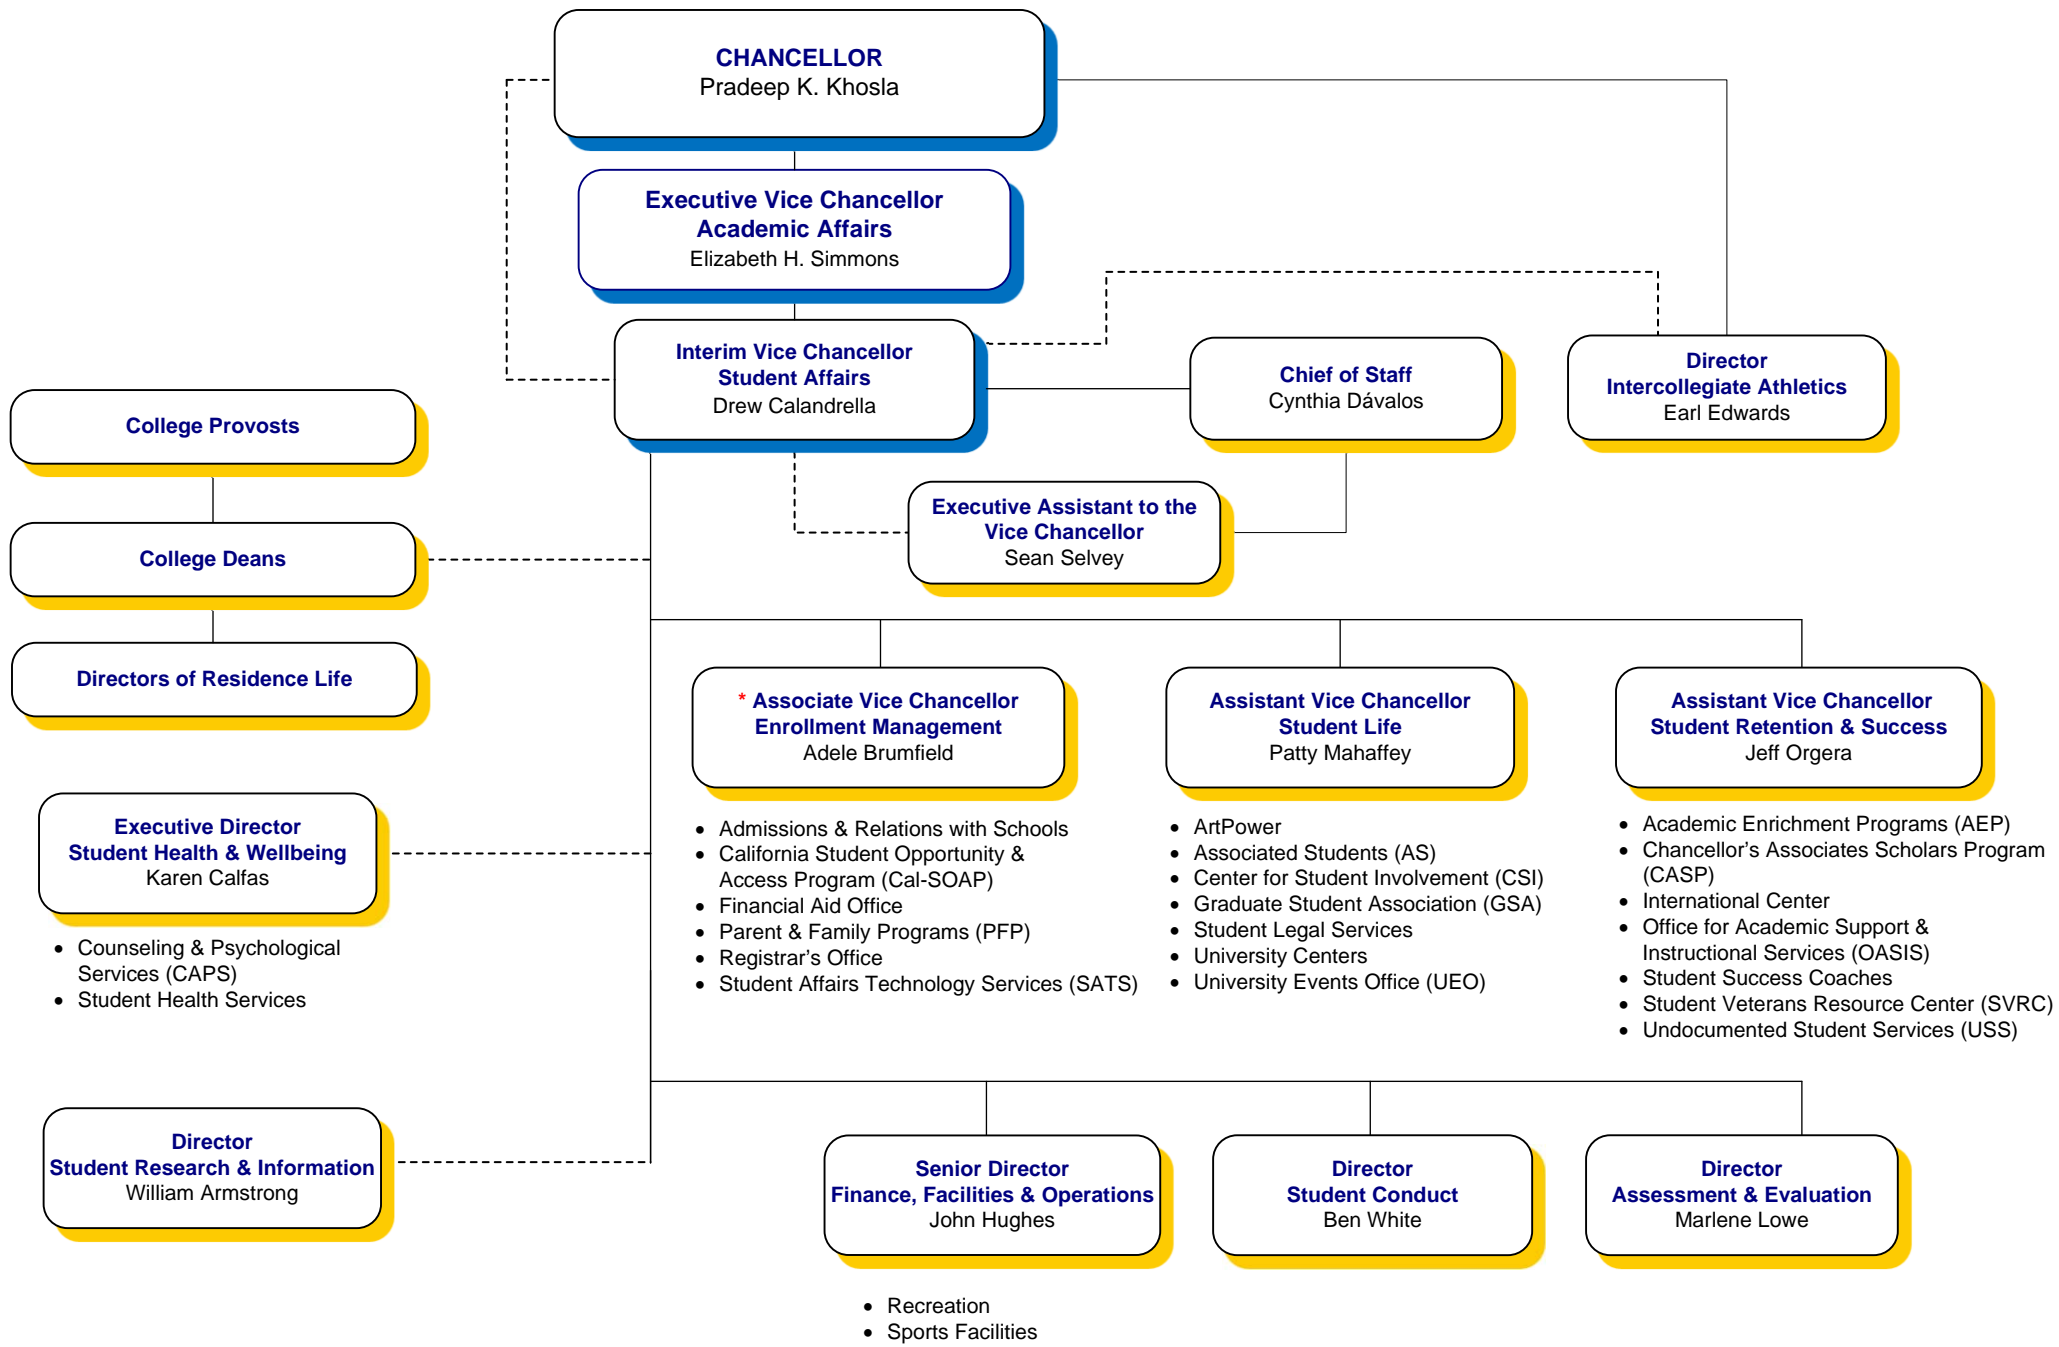 CHANCELLOR
Pradeep K. Khosla
Executive Vice Chancellor
Academic Affairs
Elizabeth H. Simmons
Interim Vice Chancellor
Student Affairs
Drew Calandrella
Chief of Staff
Cynthia Dávalos
Director
Intercollegiate Athletics
Earl Edwards
College Provosts
Executive Assistant to the
Vice Chancellor
Sean Selvey
College Deans
Directors of Residence Life
* Associate Vice Chancellor
Enrollment Management
Adele Brumfield
• Admissions & Relations with Schools
• California Student Opportunity &
Access Program (Cal-SOAP)
• Financial Aid Office
• Parent & Family Programs (PFP)
• Registrar’s Office
• Student Affairs Technology Services (SATS)
Assistant Vice Chancellor
Student Life
Patty Mahaffey
• ArtPower
• Associated Students (AS)
• Center for Student Involvement (CSI)
• Graduate Student Association (GSA)
• Student Legal Services
• University Centers
• University Events Office (UEO)
Assistant Vice Chancellor
Student Retention & Success
Jeff Orgera
• Academic Enrichment Programs (AEP)
• Chancellor’s Associates Scholars Program
(CASP)
• International Center
• Office for Academic Support &
Instructional Services (OASIS)
• Student Success Coaches
• Student Veterans Resource Center (SVRC)
• Undocumented Student Services (USS)
Executive Director
Student Health & Wellbeing
Karen Calfas
• Counseling & Psychological
Services (CAPS)
• Student Health Services
Director
Student Research & Information
William Armstrong
Senior Director
Finance, Facilities & Operations
John Hughes
• Recreation
• Sports Facilities
Director
Student Conduct
Ben White
Director
Assessment & Evaluation
Marlene Lowe